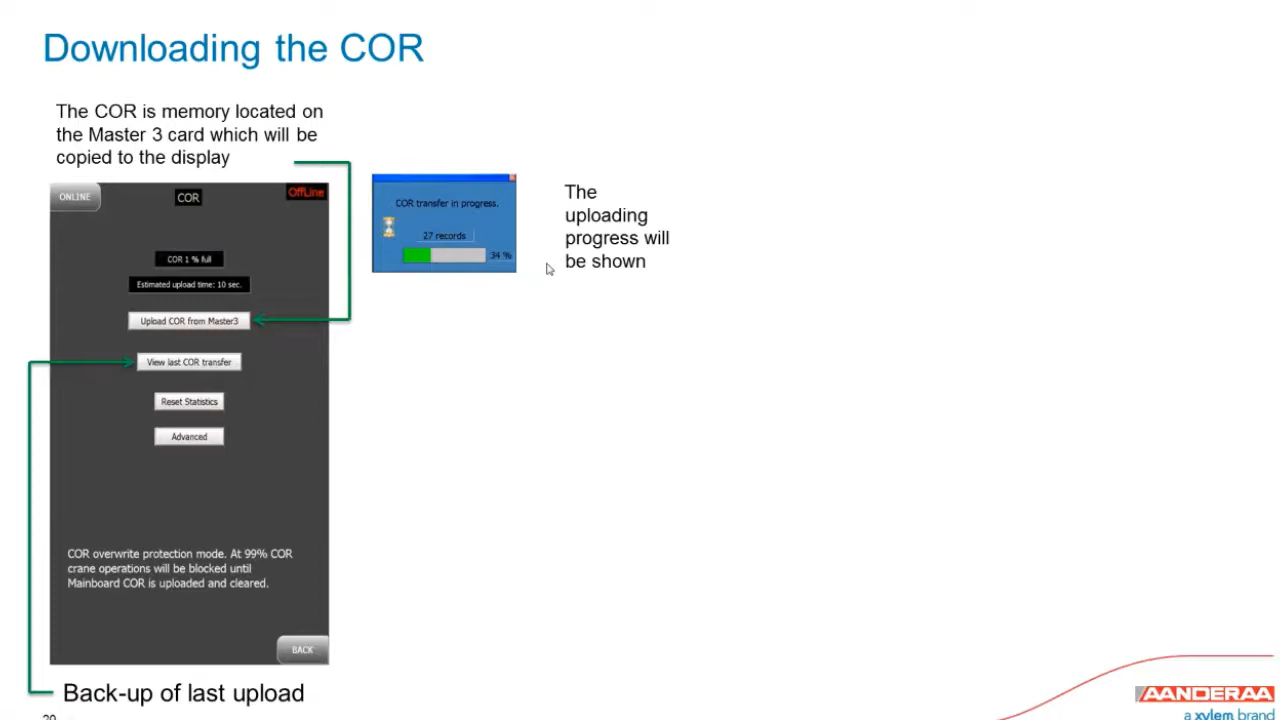 Downloading the COR
The COR is memory located on
the Master 3 card which will be
copied to the display
ONLINE
COR
OffLine
COR 1 % full
Estimated upload time: 10 sec.
Upload COR from Master3
View last COR transfer
Reset Statistics
Advanced
COR overwrite protection mode. At 99% COR
crane operations will be blocked until
Mainboard COR is uploaded and cleared.
BACK
Back-up of last upload
COR transfer in progress.
27 records
34 %
The
uploading
progress will
be shown
AANDERAA
a xylem brand